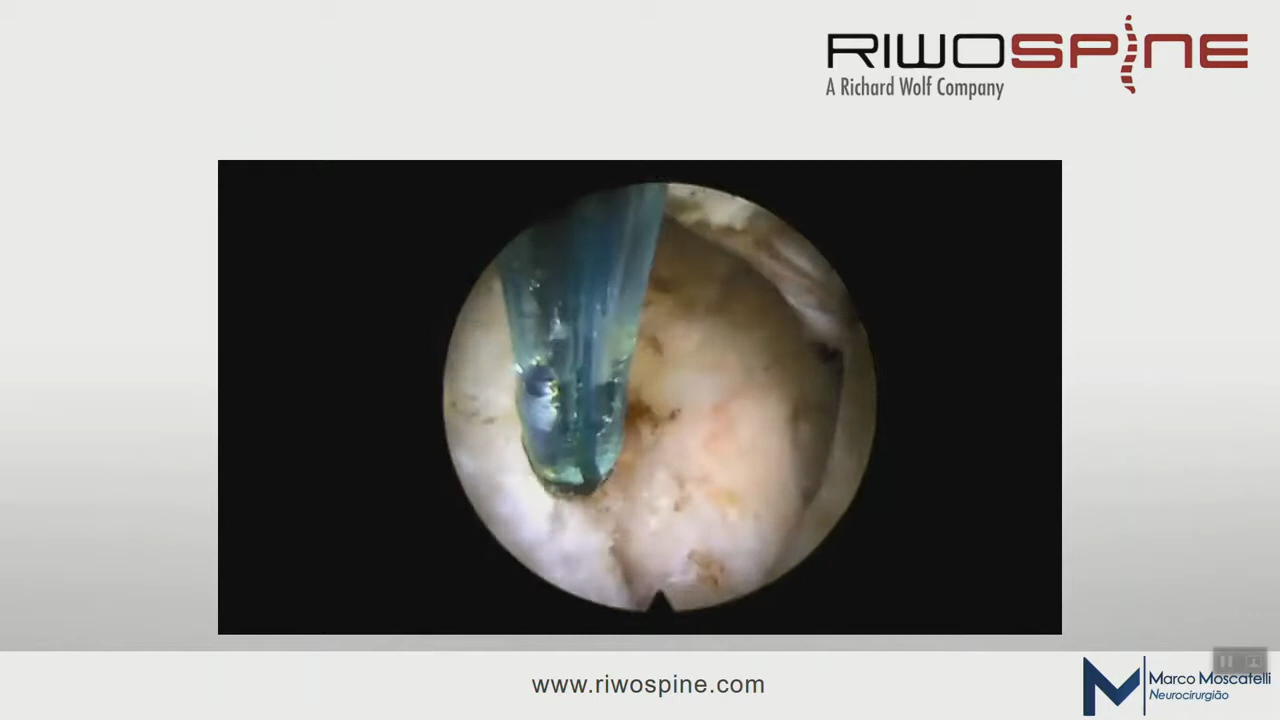 RIWOSPINE
A Richard Wolf Company
www.riwospine.com
Marco Moscatelli
Neurocirurgião